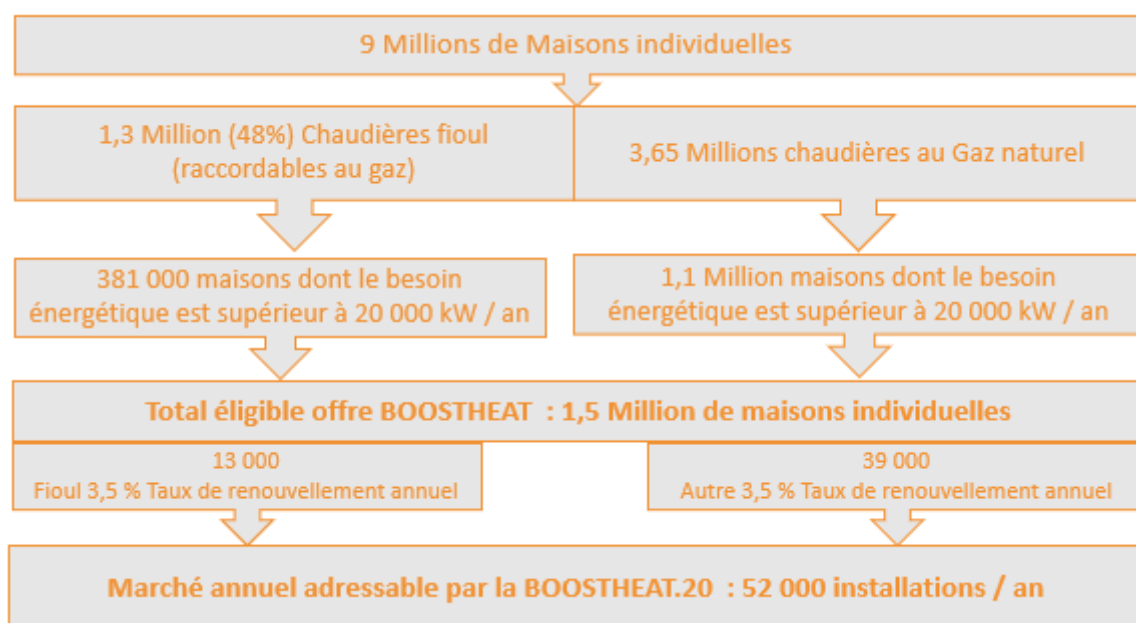 9 Millions de Maisons individuelles
1,3 Million (48%) Chaudières fioul
(raccordables au gaz)
3,65 Millions chaudières au Gaz naturel
381 000 maisons dont le besoin
énergétique est supérieur à 20 000 kW / an
1,1 Million maisons dont le besoin
énergétique est supérieur à 20 000 kW / an
Total éligible offre BOOSTHEAT : 1,5 Million de maisons individuelles
13 000
Fioul 3,5 % Taux de renouvellement annuel
39 000
Autre 3,5 % Taux de renouvellement annuel
Marché annuel adressable par la BOOSTHEAT.20 : 52 000 installations / an